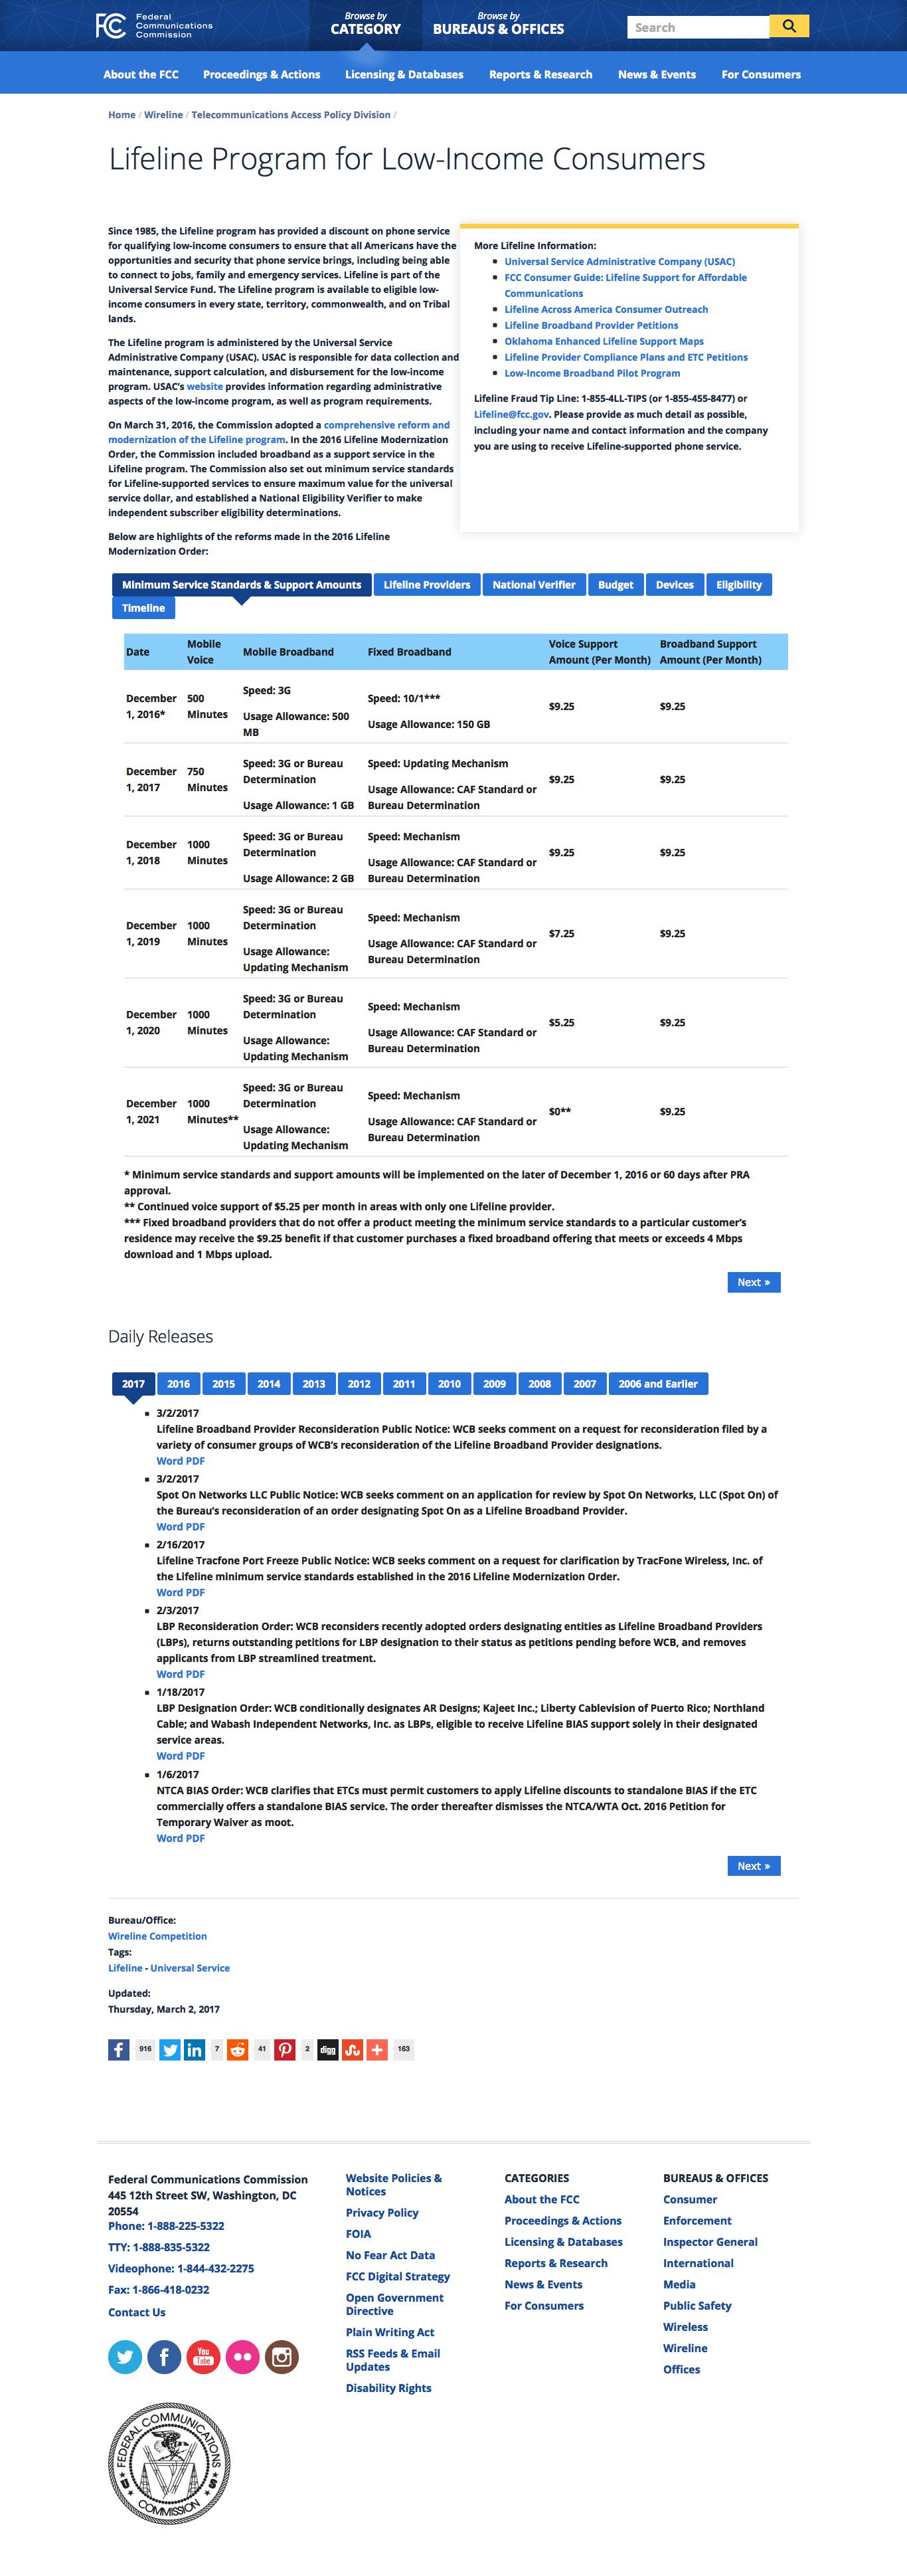 FCC
Federal
Communications
Commission
Browse by
CATEGORY
Browse by
BUREAUS & OFFICES
Search
About the FCC
Proceedings & Actions
Licensing & Databases
Reports & Research
News & Events
For Consumers
Home / Wireline / Telecommunications Access Policy Division /
Lifeline Program for Low-Income Consumers
Since 1985, the Lifeline program has provided a discount on phone service
for qualifying low-income consumers to ensure that all Americans have the
opportunities and security that phone service brings, including being able
to connect to jobs, family and emergency services. Lifeline is part of the
Universal Service Fund. The Lifeline program is available to eligible low-
income consumers in every state, territory, commonwealth, and on Tribal
lands.
The Lifeline program is administered by the Universal Service
Administrative Company (USAC). USAC is responsible for data collection and
maintenance, support calculation, and disbursement for the low-income
program. USAC's website provides information regarding administrative
aspects of the low-income program, as well as program requirements.
On March 31, 2016, the Commission adopted a comprehensive reform and
modernization of the Lifeline program. In the 2016 Lifeline Modernization
Order, the Commission included broadband as a support service in the
Lifeline program. The Commission also set out minimum service standards
for Lifeline-supported services to ensure maximum value for the universal
service dollar, and established a National Eligibility Verifier to make
independent subscriber eligibility determinations.
Below are highlights of the reforms made in the 2016 Lifeline
Modernization Order:
More Lifeline Information:
Universal Service Administrative Company (USAC)
FCC Consumer Guide: Lifeline Support for Affordable
Communications
Lifeline Across America Consumer Outreach
Lifeline Broadband Provider Petitions
Oklahoma Enhanced Lifeline Support Maps
Lifeline Provider Compliance Plans and ETC Petitions
Low-Income Broadband Pilot Program
Lifeline Fraud Tip Line: 1-855-4LL-TIPS (or 1-855-455-8477) or
Lifeline@fcc.gov. Please provide as much detail as possible,
including your name and contact information and the company
you are using to receive Lifeline-supported phone service.
Minimum Service Standards & Support Amounts
Lifeline Providers
National Verifier
Budget
Devices
Eligibility
Timeline
Date
Mobile
Voice
Mobile Broadband
Fixed Broadband
Voice Support
Amount (Per Month)
Broadband Support
Amount (Per Month)
December
1, 2016*
500
Minutes
Speed: 3G
Usage Allowance: 500
MB
Speed: 10/1***
Usage Allowance: 150 GB
$9.25
$9.25
December
1, 2017
750
Minutes
Speed: 3G or Bureau
Determination
Usage Allowance: 1 GB
Speed: Updating Mechanism
Usage Allowance: CAF Standard or
Bureau Determination
$9.25
$9.25
December
1, 2018
1000
Minutes
Speed: 3G or Bureau
Determination
Usage Allowance: 2 GB
Speed: Mechanism
Usage Allowance: CAF Standard or
Bureau Determination
$9.25
$9.25
December
1, 2019
1000
Minutes
Speed: 3G or Bureau
Determination
Usage Allowance:
Updating Mechanism
Speed: Mechanism
Usage Allowance: CAF Standard or
Bureau Determination
$7.25
$9.25
December
1, 2020
1000
Minutes
Speed: 3G or Bureau
Determination
Usage Allowance:
Updating Mechanism
Speed: Mechanism
Usage Allowance: CAF Standard or
Bureau Determination
$5.25
$9.25
December
1, 2021
1000
Minutes**
Speed: 3G or Bureau
Determination
Usage Allowance:
Updating Mechanism
Speed: Mechanism
Usage Allowance: CAF Standard or
Bureau Determination
$0**
$9.25
* Minimum service standards and support amounts will be implemented on the later of December 1, 2016 or 60 days after PRA
approval.
** Continued voice support of $5.25 per month in areas with only one Lifeline provider.
*** Fixed broadband providers that do not offer a product meeting the minimum service standards to a particular customer's
residence may receive the $9.25 benefit if that customer purchases a fixed broadband offering that meets or exceeds 4 Mbps
download and 1 Mbps upload.
Next »
Daily Releases
2017
2016
2015
2014
2013
2012
2011
2010
2009
2008
2007
2006 and Earlier
3/2/2017
Lifeline Broadband Provider Reconsideration Public Notice: WCB seeks comment on a request for reconsideration filed by a
variety of consumer groups of WCB's reconsideration of the Lifeline Broadband Provider designations.
Word PDF
3/2/2017
Spot On Networks LLC Public Notice: WCB seeks comment on an application for review by Spot On Networks, LLC (Spot On) of
the Bureau's reconsideration of an order designating Spot On as a Lifeline Broadband Provider.
Word PDF
2/16/2017
Lifeline Tracfone Port Freeze Public Notice: WCB seeks comment on a request for clarification by TracFone Wireless, Inc. of
the Lifeline minimum service standards established in the 2016 Lifeline Modernization Order.
Word PDF
2/3/2017
LBP Reconsideration Order: WCB reconsiders recently adopted orders designating entities as Lifeline Broadband Providers
(LBPs), returns outstanding petitions for LBP designation to their status as petitions pending before WCB, and removes
applicants from LBP streamlined treatment.
Word PDF
1/18/2017
LBP Designation Order: WCB conditionally designates AR Designs; Kajeet Inc.; Liberty Cablevision of Puerto Rico; Northland
Cable; and Wabash Independent Networks, Inc. as LBPs, eligible to receive Lifeline BIAS support solely in their designated
service areas.
Word PDF
1/6/2017
NTCA BIAS Order: WCB clarifies that ETCs must permit customers to apply Lifeline discounts to standalone BIAS if the ETC
commercially offers a standalone BIAS service. The order thereafter dismisses the NTCA/WTA Oct. 2016 Petition for
Temporary Waiver as moot.
Word PDF
Next »
Bureau/Office:
Wireline Competition
Tags:
Lifeline - Universal Service
Updated:
Thursday, March 2, 2017
916
7
41
2
digg
163
Federal Communications Commission
445 12th Street SW, Washington, DC
20554
Phone: 1-888-225-5322
TTY: 1-888-835-5322
Videophone: 1-844-432-2275
Fax: 1-866-418-0232
Contact Us
You
Tube
FEDERAL COMMUNICATIONS
COMMISSION
U S
Website Policies &
Notices
Privacy Policy
FOIA
No Fear Act Data
FCC Digital Strategy
Open Government
Directive
Plain Writing Act
RSS Feeds & Email
Updates
Disability Rights
CATEGORIES
About the FCC
Proceedings & Actions
Licensing & Databases
Reports & Research
News & Events
For Consumers
BUREAUS & OFFICES
Consumer
Enforcement
Inspector General
International
Media
Public Safety
Wireless
Wireline
Offices